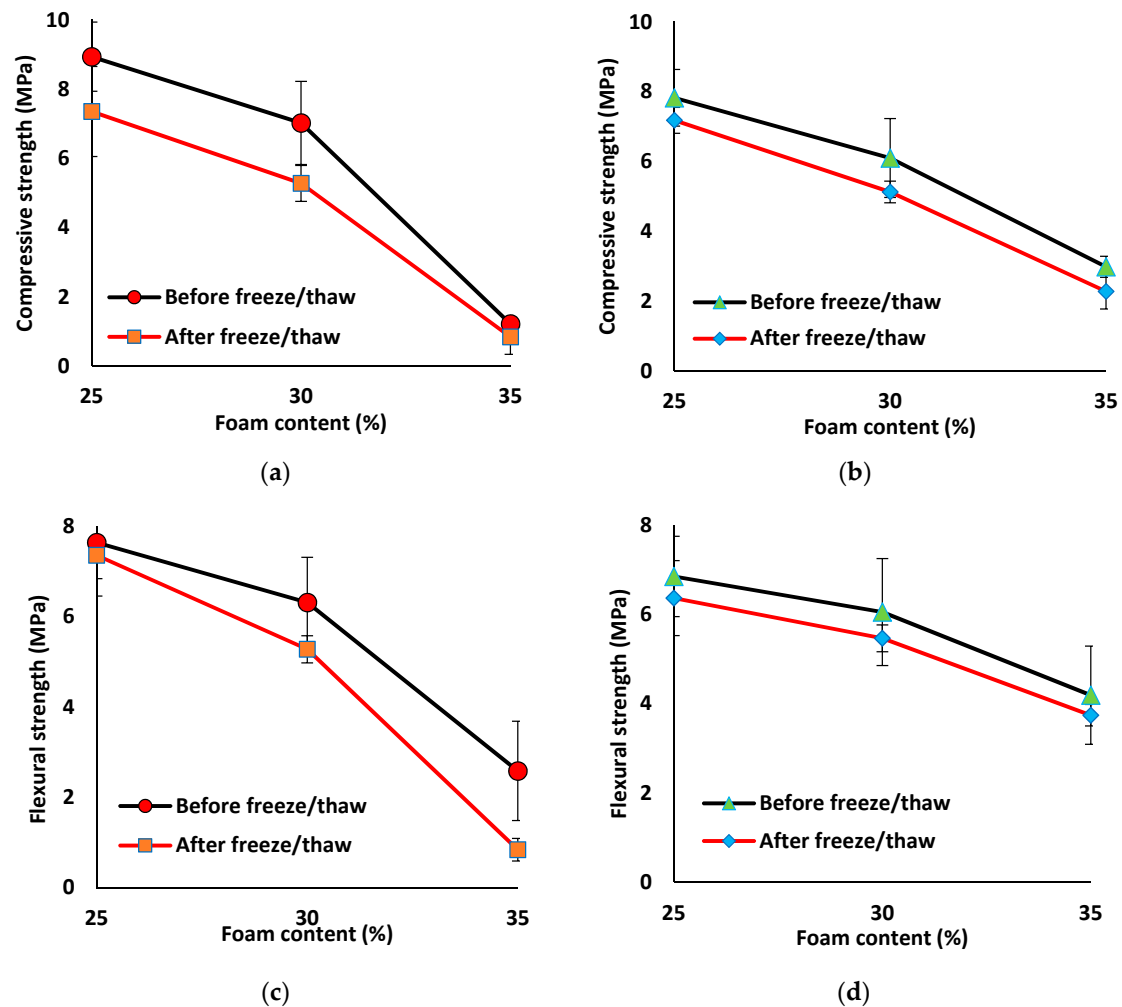 10
8
6
4
2
0
Compressive strength (MPa)
Before freeze/thaw
After freeze/thaw
25
30
35
Foam content (%)
(a)
10
8
6
4
2
0
Compressive strength (MPa)
Before freeze/thaw
After freeze/thaw
25
30
35
Foam content (%)
(b)
8
6
4
2
0
Flexural strength (MPa)
Before freeze/thaw
After freeze/thaw
25
30
35
Foam content (%)
(c)
8
6
4
2
0
Flexural strength (MPa)
Before freeze/thaw
After freeze/thaw
25
30
35
Foam content (%)
(d)